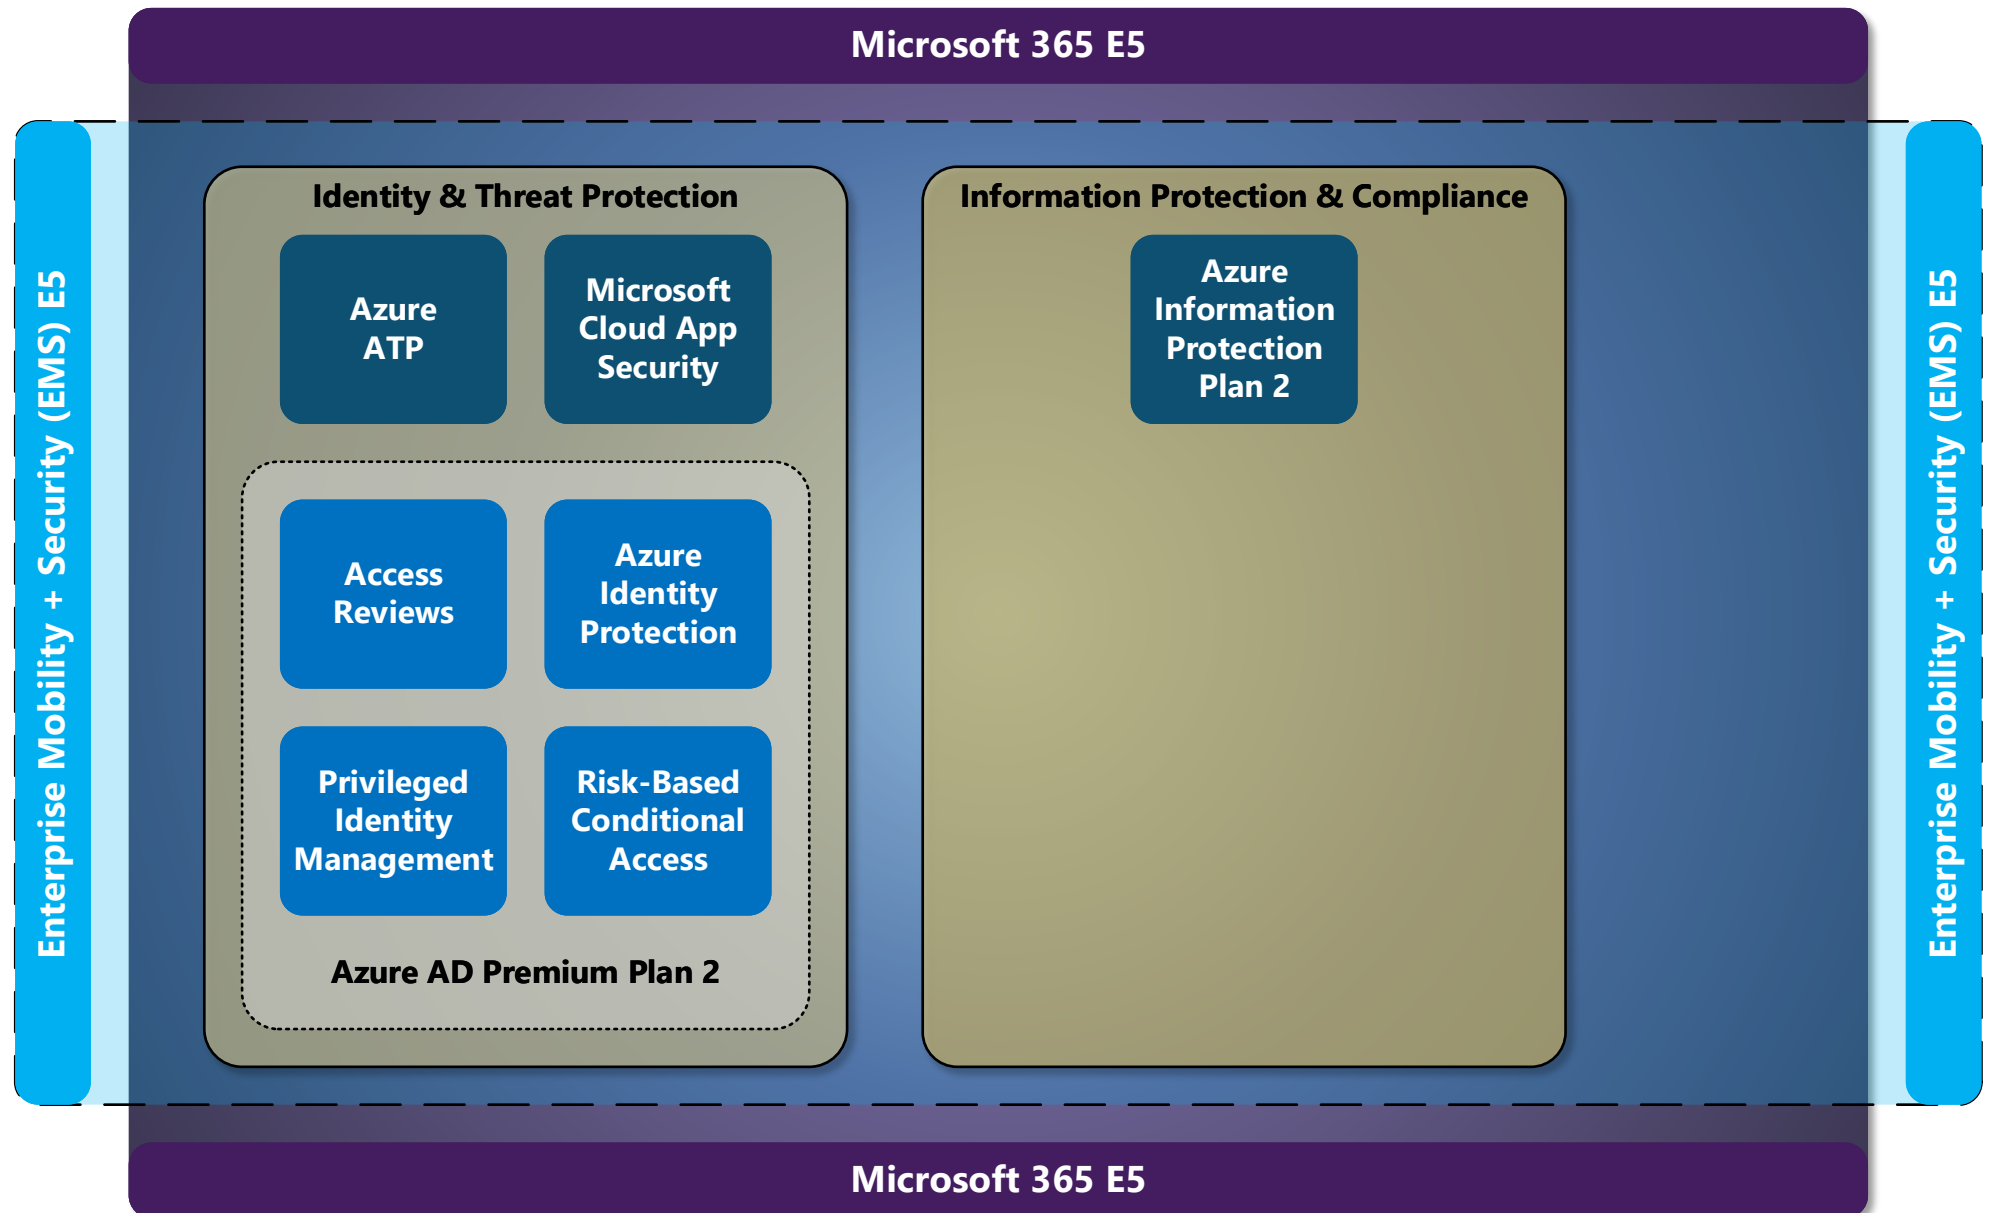 Microsoft 365 E5
Enterprise Mobility + Security (EMS) E5
Identity & Threat Protection
Azure
ATP
Microsoft
Cloud App
Security
Access
Reviews
Azure
Identity
Protection
Privileged
Identity
Management
Risk-Based
Conditional
Access
Azure AD Premium Plan 2
Information Protection & Compliance
Azure
Information
Protection
Plan 2
Enterprise Mobility + Security (EMS) E5
Microsoft 365 E5